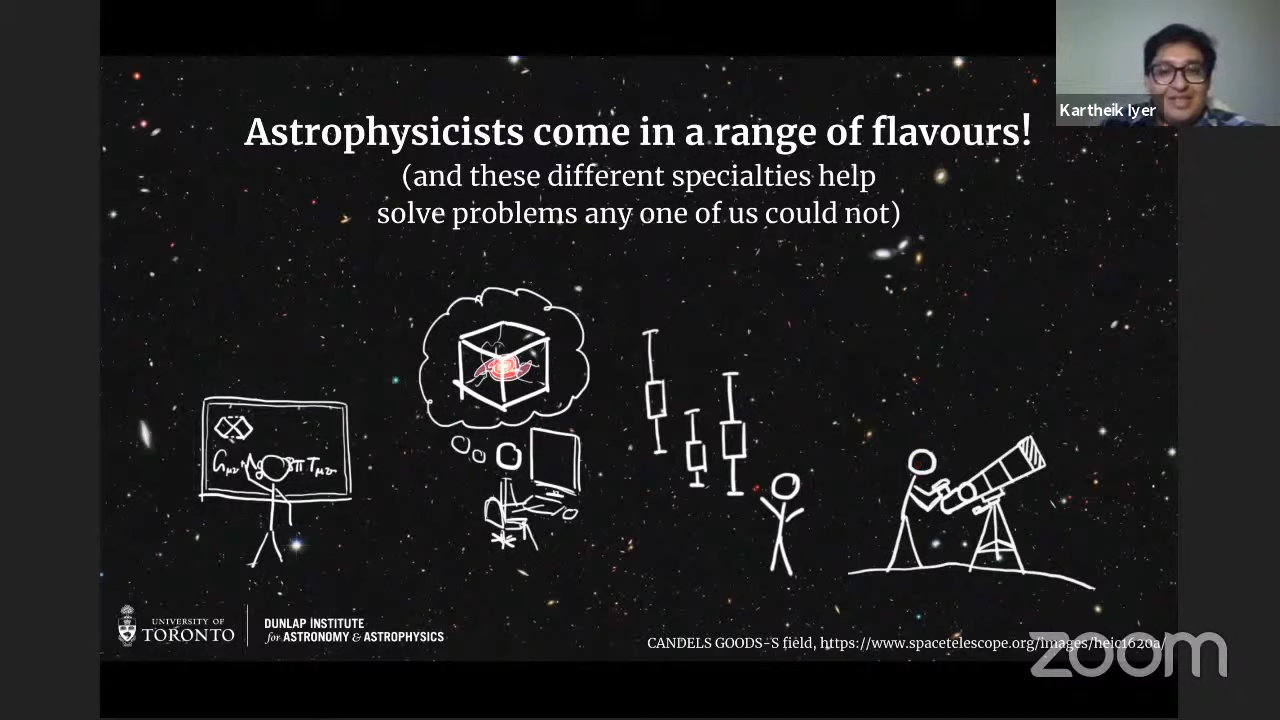 Kartheik Iyer
Astrophysicists come in a range of flavours!
(and these different specialties help
solve problems any one of us could not)
UNIVERSITY OF
TORONTO
DUNLAP INSTITUTE
for ASTRONOMY & ASTROPHYSICS
CANDELS GOODS-S field, https://www.spacetelescope.org/images/heic1620a/
zoom